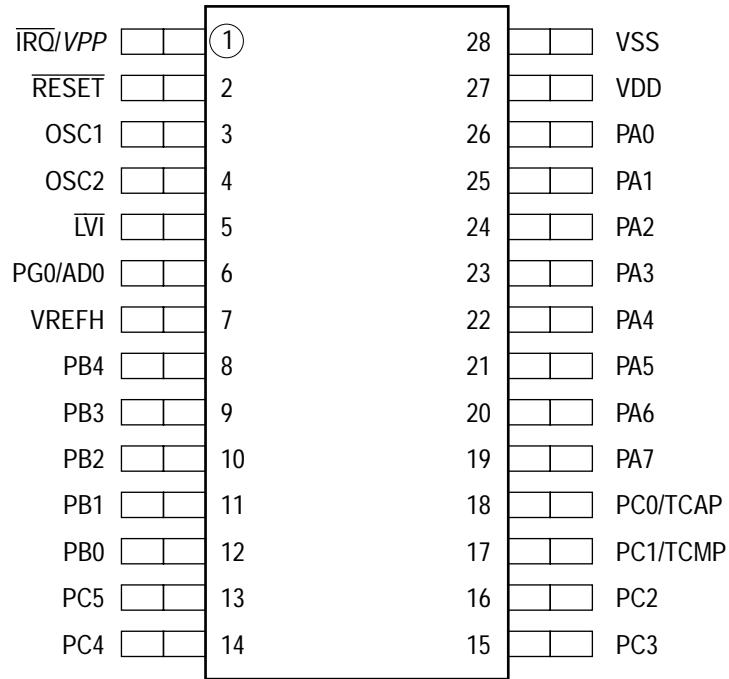 I̅R̅Q̅/VPP 1 28 VSS
R̅E̅S̅E̅T̅ 2 27 VDD
OSC1 3 26 PA0
OSC2 4 25 PA1
L̅V̅I̅ 5 24 PA2
PG0/AD0 6 23 PA3
VREFH 7 22 PA4
PB4 8 21 PA5
PB3 9 20 PA6
PB2 10 19 PA7
PB1 11 18 PC0/TCAP
PB0 12 17 PC1/TCMP
PC5 13 16 PC2
PC4 14 15 PC3